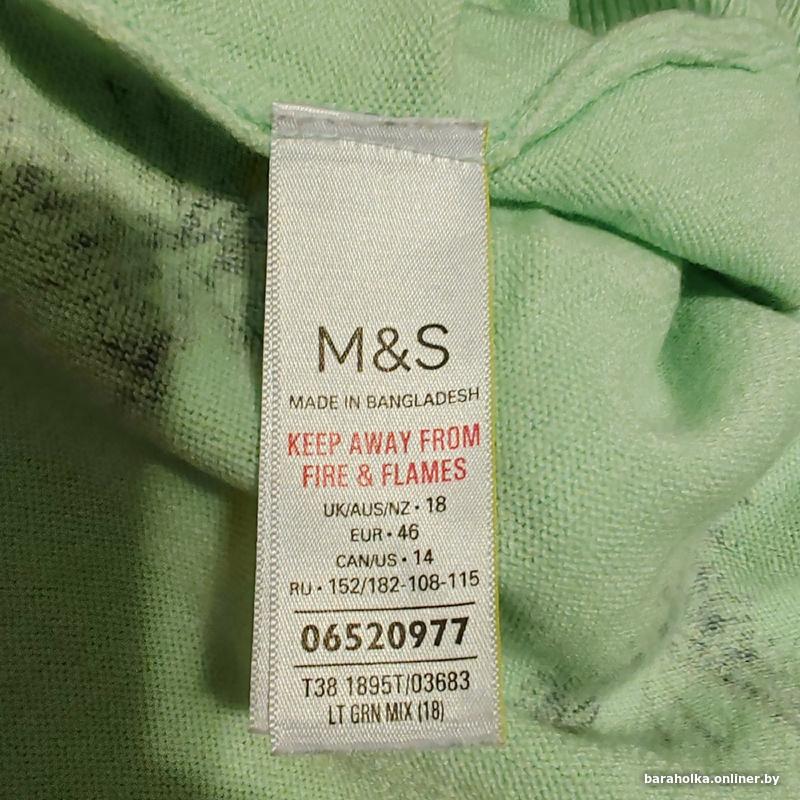 M&S
MADE IN BANGLADESH
KEEP AWAY FROM
FIRE & FLAMES
UK/AUS/NZ • 18
EUR • 46
CAN/US • 14
RU • 152/182-108-115
06520977
T38 1895T/03683
LT GRN MIX (18)
baraholka.onliner.by